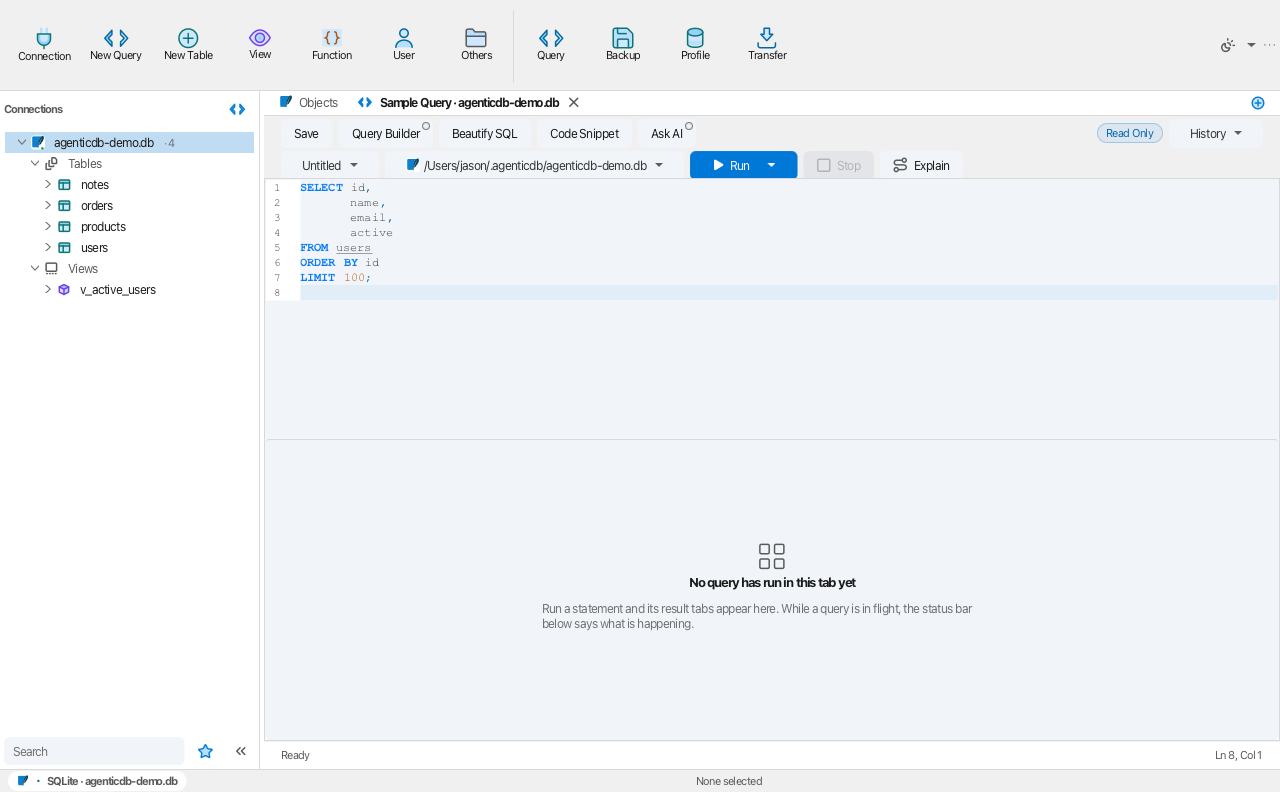 Connection
New Query
New Table
View
Function
User
Others
Query
Backup
Profile
Transfer
Connections
agenticdb-demo.db · 4
Tables
notes
orders
products
users
Views
v_active_users
Search
Objects
Sample Query · agenticdb-demo.db
Save
Query Builder
Beautify SQL
Code Snippet
Ask AI
Read Only
History
Untitled
/Users/jason/.agenticdb/agenticdb-demo.db
Run
Stop
Explain
1 SELECT id,
2 name,
3 email,
4 active
5 FROM users
6 ORDER BY id
7 LIMIT 100;
8
No query has run in this tab yet
Run a statement and its result tabs appear here. While a query is in flight, the status bar
below says what is happening.
Ready
Ln 8, Col 1
SQLite · agenticdb-demo.db
None selected